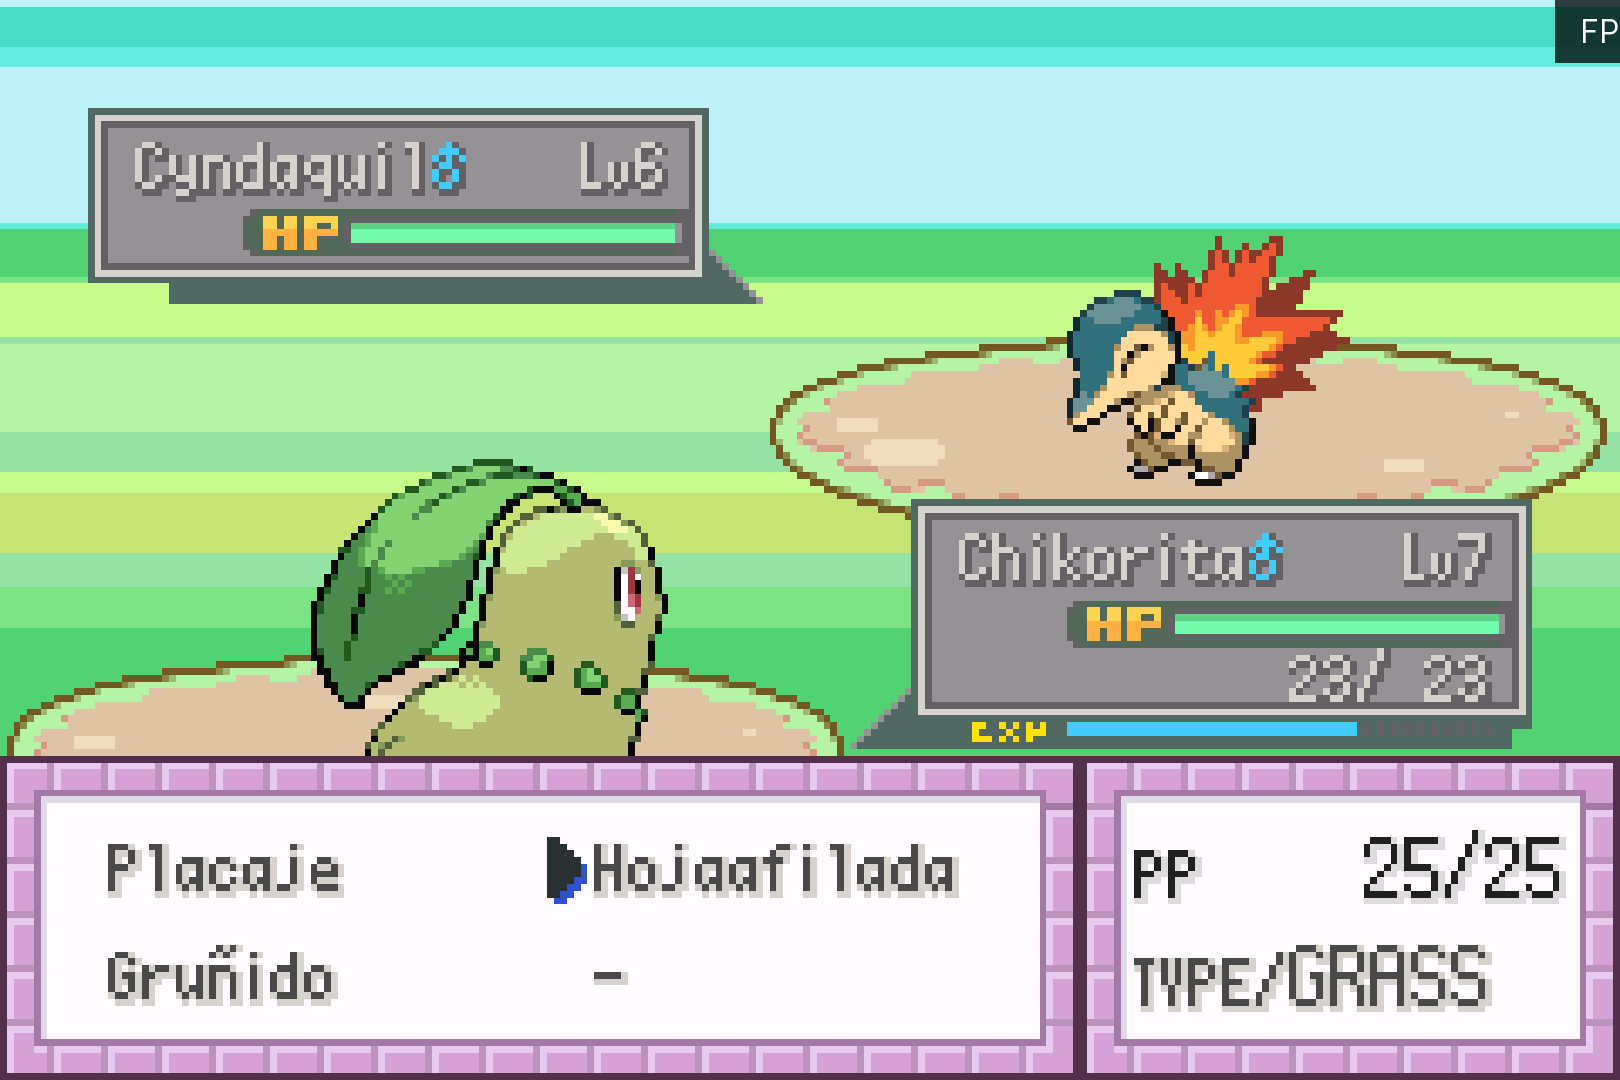 FP
Cyndaquil♂ Lv6
HP
Chikorita♂ Lv7
HP
23/ 23
EXP
Placaje Hojaafilada
Gruñido -
PP 25/25
TYPE/GRASS